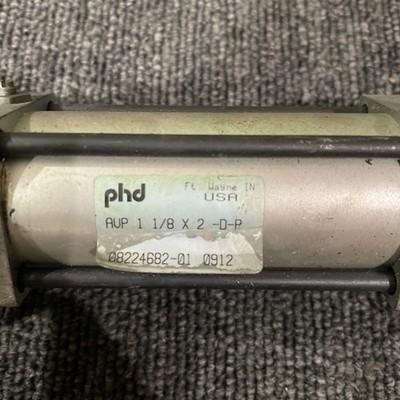 phd
Ft. Wayne IN
USA
AVP 1 1/8 X 2 -D-P
08224682-01 0912